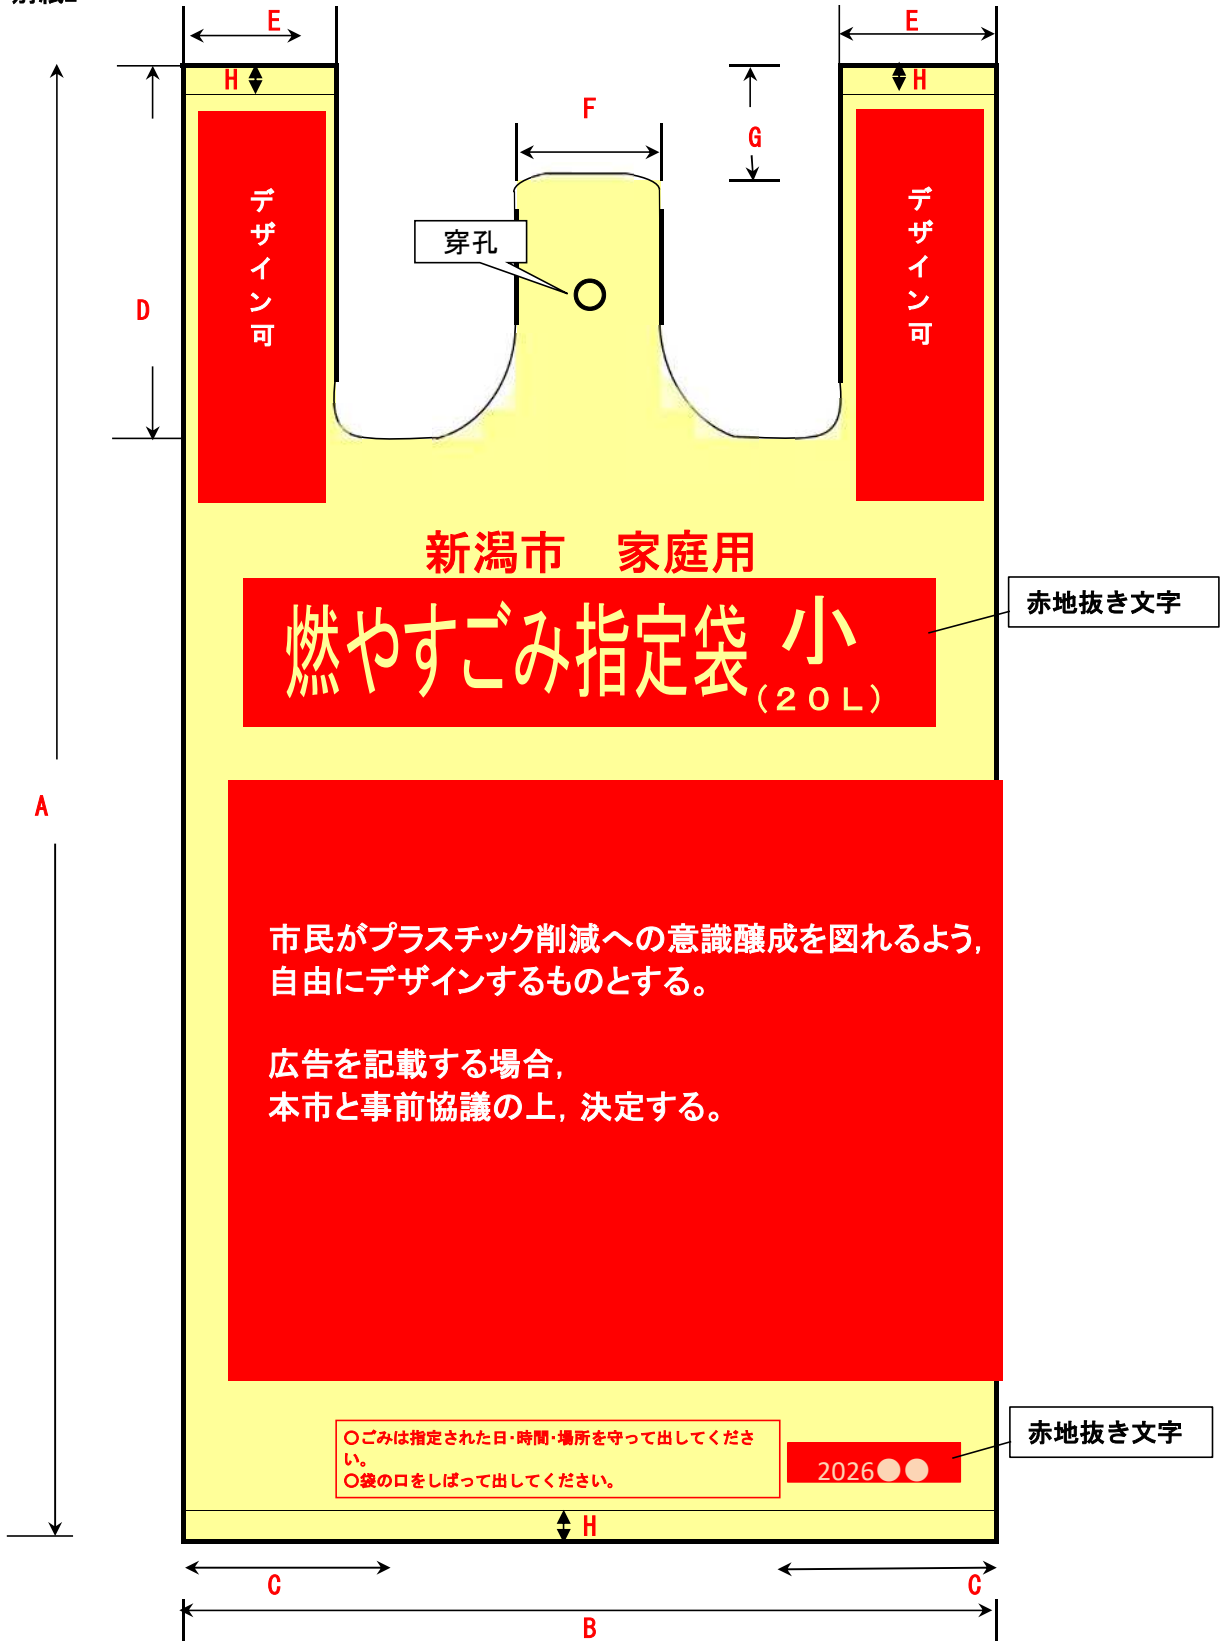 E
E
H
H
F
G
デザイン可
デザイン可
穿孔
D
新潟市　家庭用
燃やすごみ指定袋 小
（20L）
赤地抜き文字
A
市民がプラスチック削減への意識醸成を図れるよう，
自由にデザインするものとする。
広告を記載する場合，
本市と事前協議の上，決定する。
赤地抜き文字
〇ごみは指定された日・時間・場所を守って出してくださ
い。
〇袋の口をしばって出してください。
2026●●
H
C
C
B